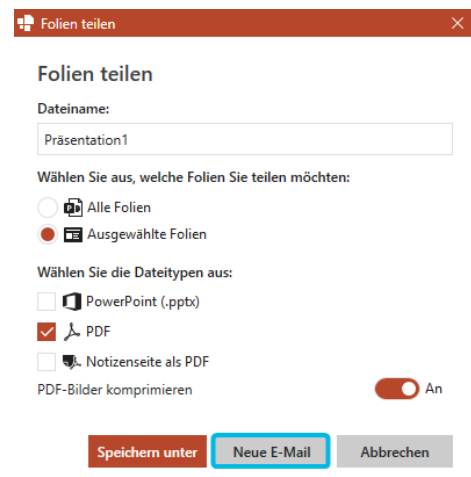 Folien teilen
Folien teilen
Dateiname:
Präsentation1
Wählen Sie aus, welche Folien Sie teilen möchten:
Alle Folien
Ausgewählte Folien
Wählen Sie die Dateitypen aus:
PowerPoint (.pptx)
PDF
Notizenseite als PDF
PDF-Bilder komprimieren An
Speichern unter Neue E-Mail Abbrechen